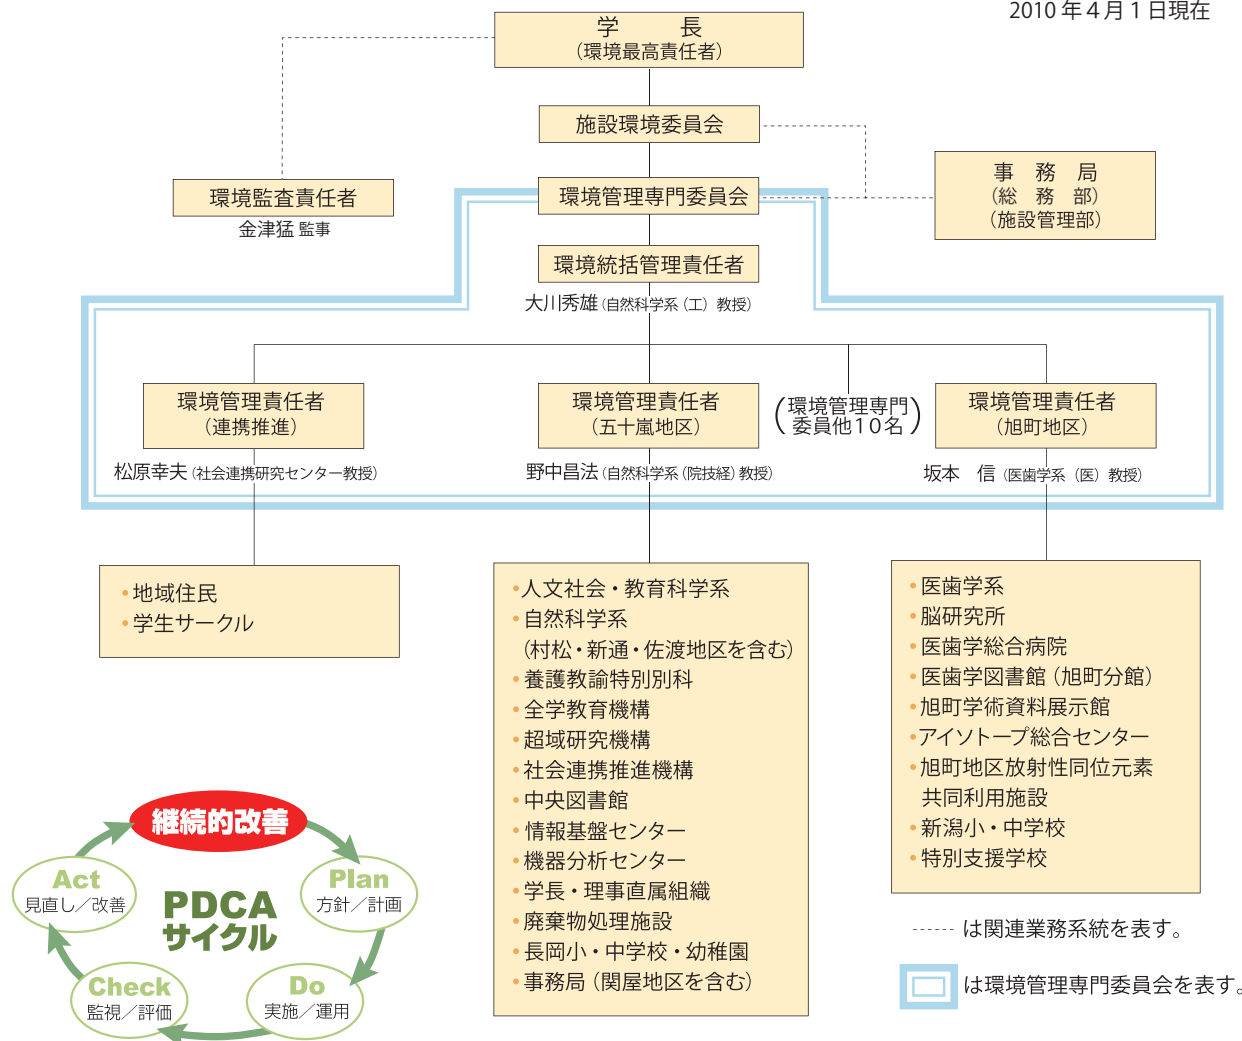 2010年4月1日現在
学 長
（環境最高責任者）
施設環境委員会
環境監査責任者
金津猛 監事
環境管理専門委員会
事 務 局
（総 務 部）
（施設管理部）
環境統括管理責任者
大川秀雄（自然科学系（工）教授）
環境管理責任者
（連携推進）
松原幸夫（社会連携研究センター教授）
環境管理責任者
（五十嵐地区）
野中昌法（自然科学系（院技経）教授）
（環境管理専門
委員他10名）
環境管理責任者
（旭町地区）
坂本 信（医歯学系（医）教授）
・地域住民
・学生サークル
・人文社会・教育科学系
・自然科学系
（村松・新通・佐渡地区を含む）
・養護教諭特別別科
・全学教育機構
・超域研究機構
・社会連携推進機構
・中央図書館
・情報基盤センター
・機器分析センター
・学長・理事直属組織
・廃棄物処理施設
・長岡小・中学校・幼稚園
・事務局（関屋地区を含む）
・医歯学系
・脳研究所
・医歯学総合病院
・医歯学図書館（旭町分館）
・旭町学術資料展示館
・アイソトープ総合センター
・旭町地区放射性同位元素
共同利用施設
・新潟小・中学校
・特別支援学校
継続的改善
Plan
方針／計画
Do
実施／運用
Check
監視／評価
Act
見直し／改善
PDCA
サイクル
は関連業務系統を表す。
は環境管理専門委員会を表す。